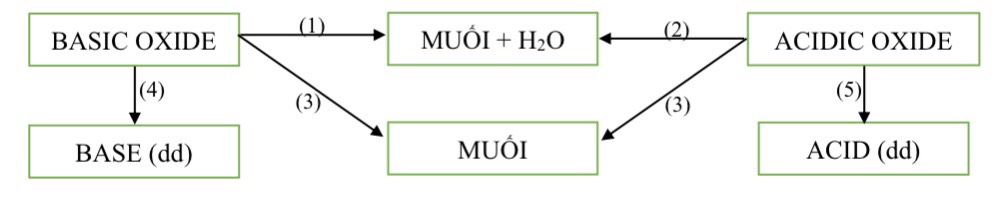 BASIC OXIDE
(1)
MUỐI + H₂O
(2)
ACIDIC OXIDE
(4)
(3)
(3)
(5)
BASE (dd)
MUỐI
ACID (dd)